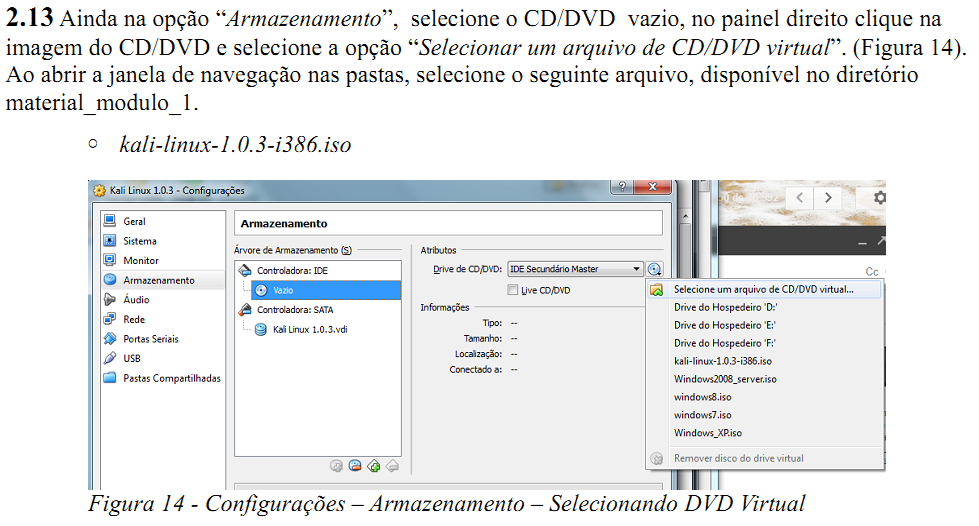 2.13 Ainda na opção “Armazenamento”, selecione o CD/DVD vazio, no painel direito clique na
imagem do CD/DVD e selecione a opção “Selecionar um arquivo de CD/DVD virtual”. (Figura 14).
Ao abrir a janela de navegação nas pastas, selecione o seguinte arquivo, disponível no diretório
material_modulo_1.
○ kali-linux-1.0.3-i386.iso
Kali Linux 1.0.3 - Configurações
Geral
Sistema
Monitor
Armazenamento
Áudio
Rede
Portas Seriais
USB
Pastas Compartilhadas
Armazenamento
Árvore de Armazenamento (S)
Controladora: IDE
Vazio
Controladora: SATA
Kali Linux 1.0.3.vdi
Atributos
Drive de CD/DVD: IDE Secundário Master
Live CD/DVD
Informações
Tipo: --
Tamanho: --
Localização: --
Conectado a: --
Cc
Selecione um arquivo de CD/DVD virtual...
Drive do Hospedeiro 'D:'
Drive do Hospedeiro 'E:'
Drive do Hospedeiro 'F:'
kali-linux-1.0.3-i386.iso
Windows2008_server.iso
windows8.iso
windows7.iso
Windows_XP.iso
Remover disco do drive virtual
Figura 14 - Configurações – Armazenamento – Selecionando DVD Virtual